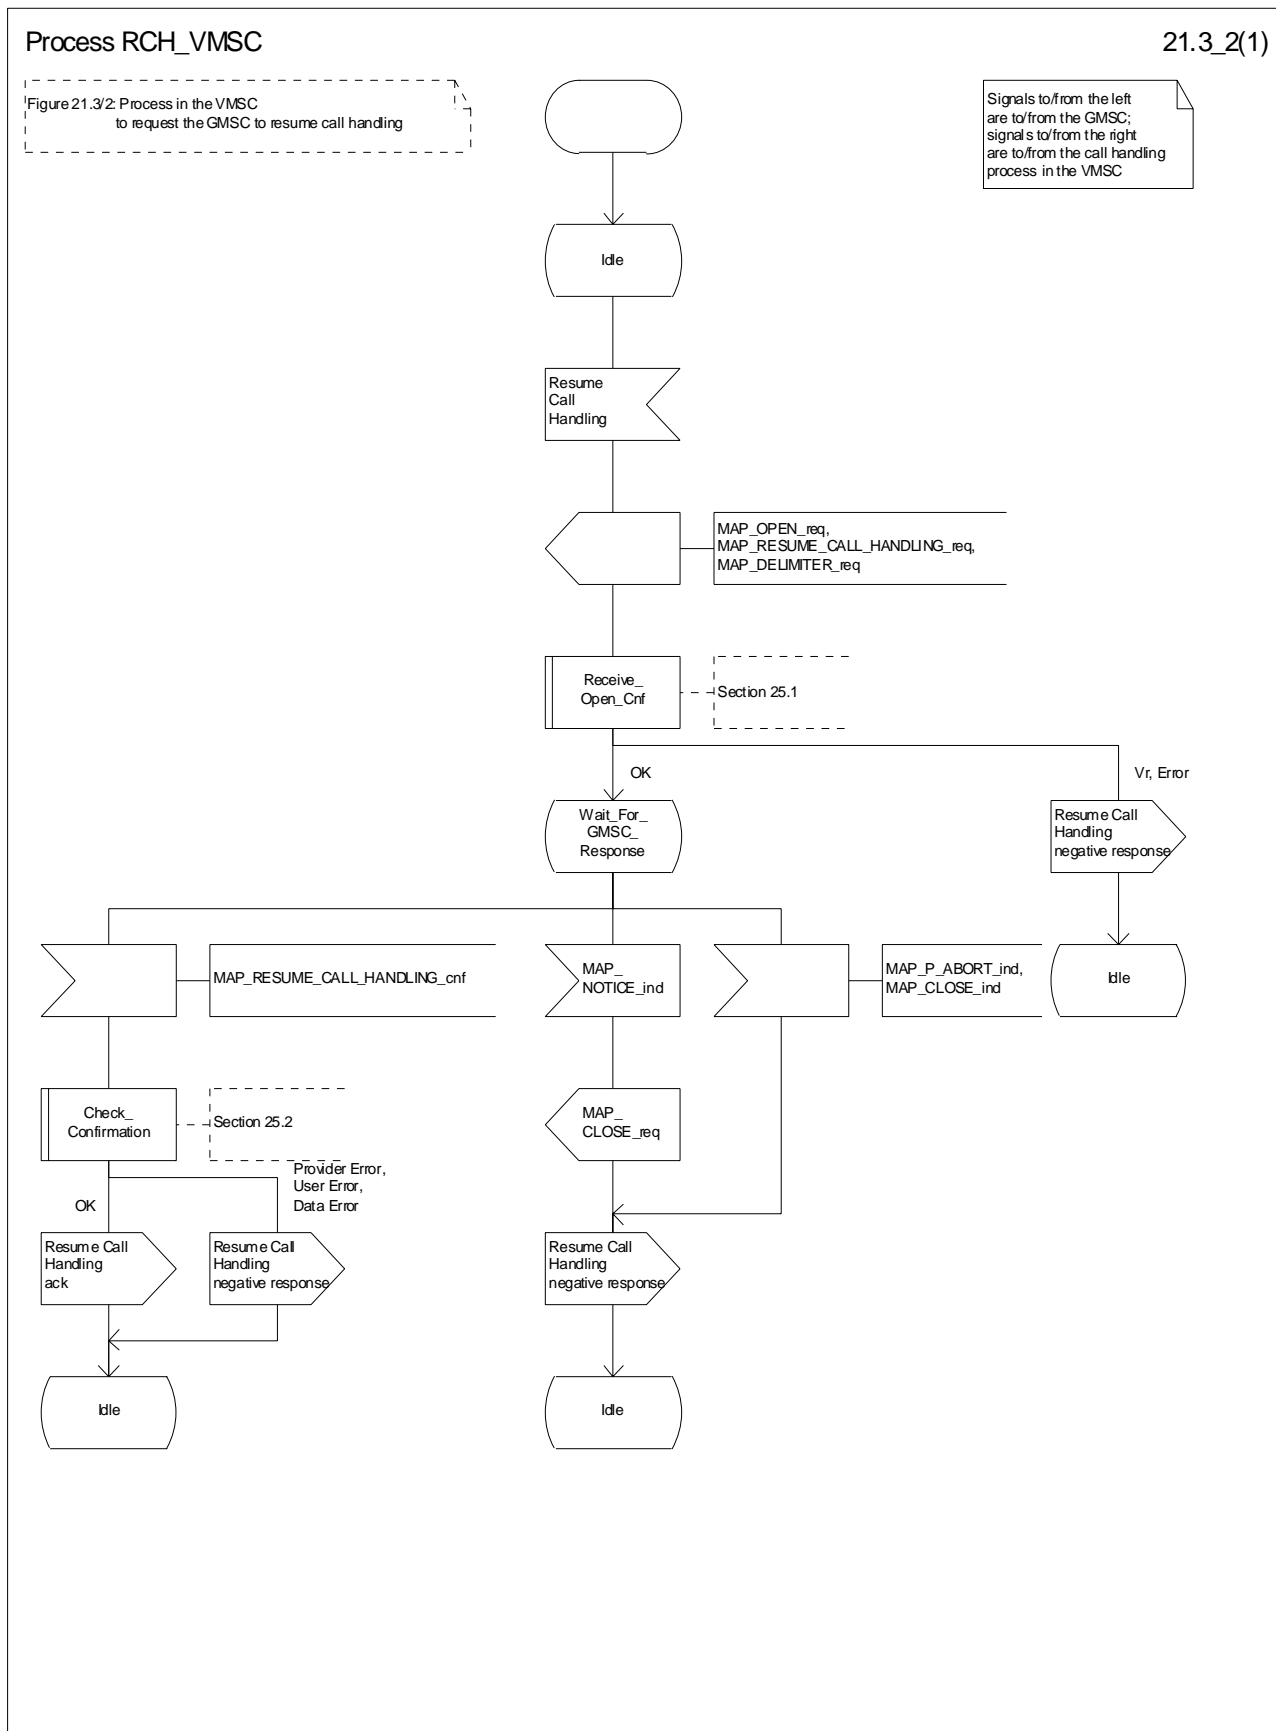 Process RCH_VMSC
21.3_2(1)
Figure 21.3/2: Process in the VMSC
to request the GMSC to resume call handling
Signals to/from the left
are to/from the GMSC;
signals to/from the right
are to/from the call handling
process in the VMSC
Idle
Resume
Call
Handling
MAP_OPEN_req,
MAP_RESUME_CALL_HANDLING_req,
MAP_DELIMITER_req
Receive_
Open_Cnf
Section 25.1
OK
Vr, Error
Wait_For_
GMSC_
Response
Resume Call
Handling
negative response
MAP_RESUME_CALL_HANDLING_cnf
MAP_
NOTICE_ind
MAP_P_ABORT_ind,
MAP_CLOSE_ind
Idle
Check_
Confirmation
Section 25.2
MAP_
CLOSE_req
OK
Provider Error,
User Error,
Data Error
Resume Call
Handling
ack
Resume Call
Handling
negative response
Resume Call
Handling
negative response
Idle
Idle